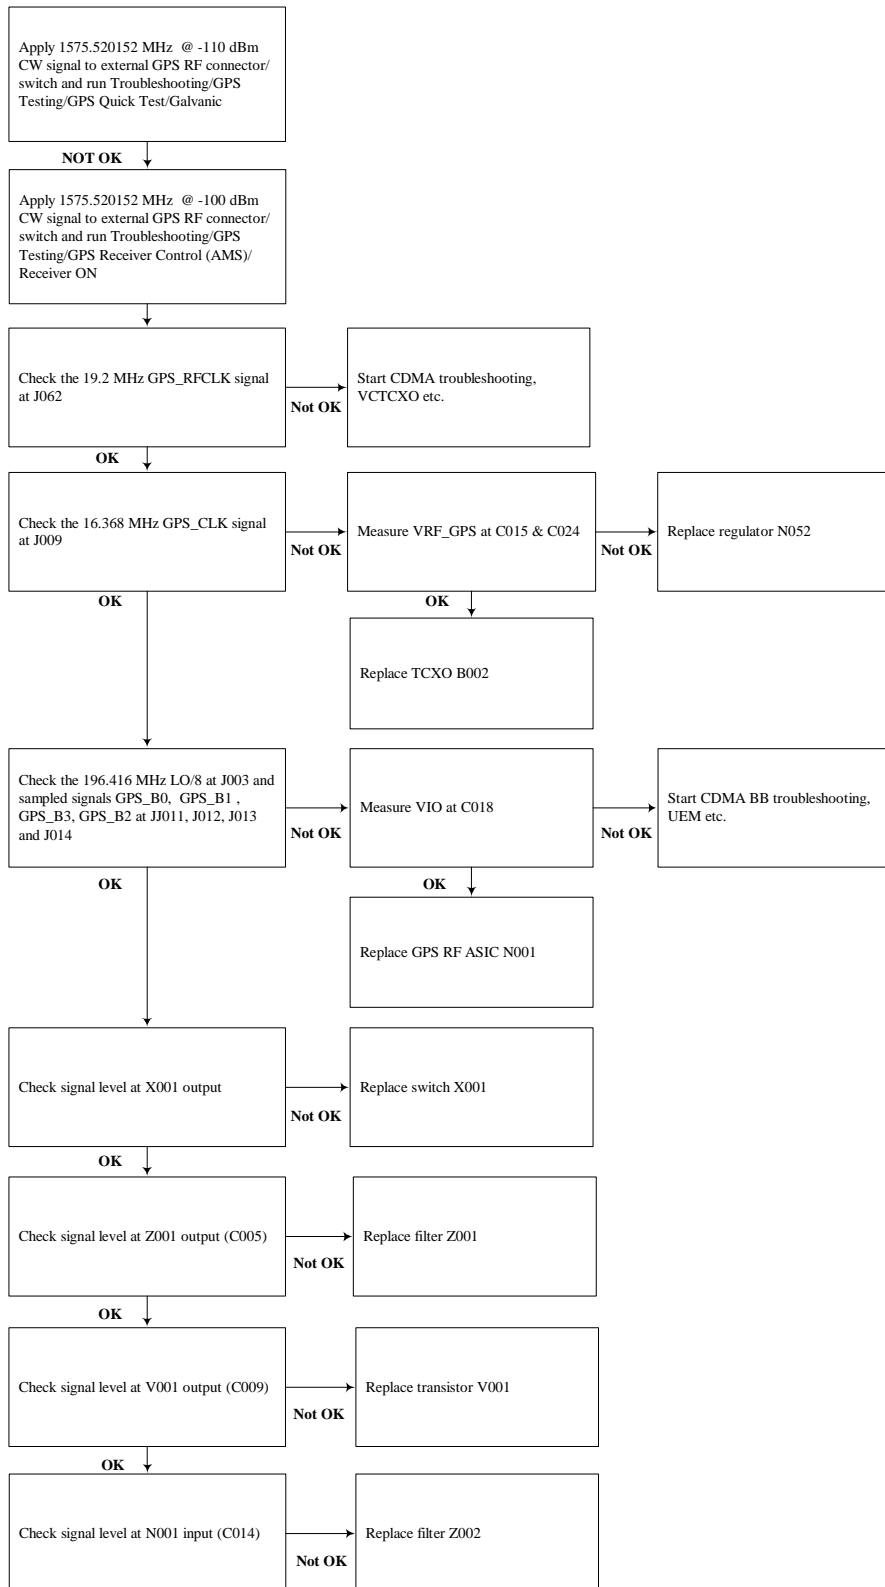 Apply 1575.520152 MHz  @ -110 dBm
CW signal to external GPS RF connector/
switch and run Troubleshooting/GPS
Testing/GPS Quick Test/Galvanic
NOT OK
Apply 1575.520152 MHz  @ -100 dBm
CW signal to external GPS RF connector/
switch and run Troubleshooting/GPS
Testing/GPS Receiver Control (AMS)/
Receiver ON
Check the 19.2 MHz GPS_RFCLK signal
at J062
Not OK
Start CDMA troubleshooting,
VCTCXO etc.
OK
Check the 16.368 MHz GPS_CLK signal
at J009
Not OK
Measure VRF_GPS at C015 & C024
Not OK
Replace regulator N052
OK
OK
Replace TCXO B002
Check the 196.416 MHz LO/8 at J003 and
sampled signals GPS_B0,  GPS_B1 ,
GPS_B3, GPS_B2 at JJ011, J012, J013
and J014
Not OK
Measure VIO at C018
Not OK
Start CDMA BB troubleshooting,
UEM etc.
OK
OK
Replace GPS RF ASIC N001
Check signal level at X001 output
Not OK
Replace switch X001
OK
Check signal level at Z001 output (C005)
Not OK
Replace filter Z001
OK
Check signal level at V001 output (C009)
Not OK
Replace transistor V001
OK
Check signal level at N001 input (C014)
Not OK
Replace filter Z002